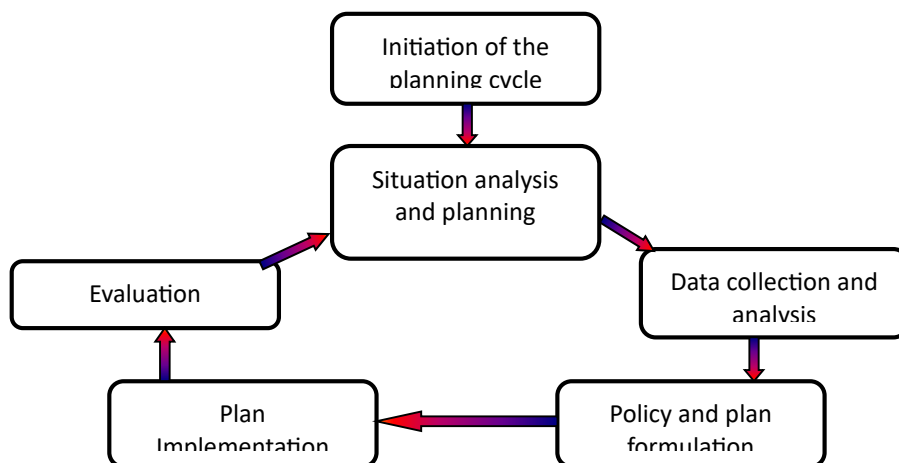 Initiation of the
planning cycle
Situation analysis
and planning
Data collection and
analysis
Policy and plan
formulation
Plan
Implementation
Evaluation